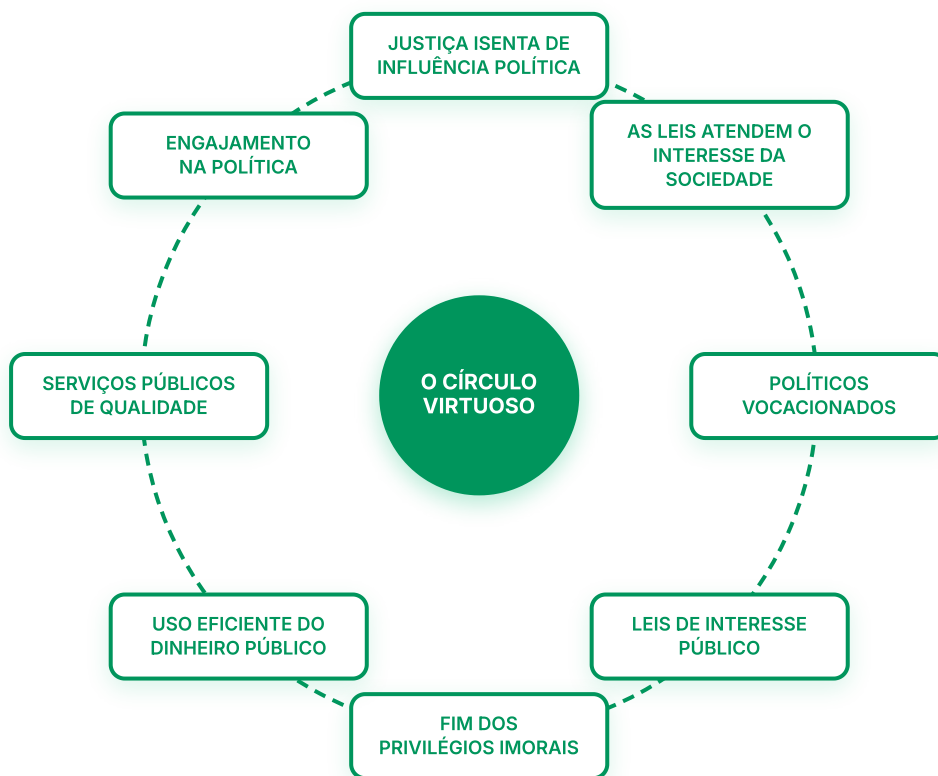 JUSTIÇA ISENTA DE
INFLUÊNCIA POLÍTICA
ENGAJAMENTO
NA POLÍTICA
AS LEIS ATENDEM O
INTERESSE DA
SOCIEDADE
O CÍRCULO
VIRTUOSO
SERVIÇOS PÚBLICOS
DE QUALIDADE
POLÍTICOS
VOCACIONADOS
USO EFICIENTE DO
DINHEIRO PÚBLICO
LEIS DE INTERESSE
PÚBLICO
FIM DOS
PRIVILÉGIOS IMORAIS